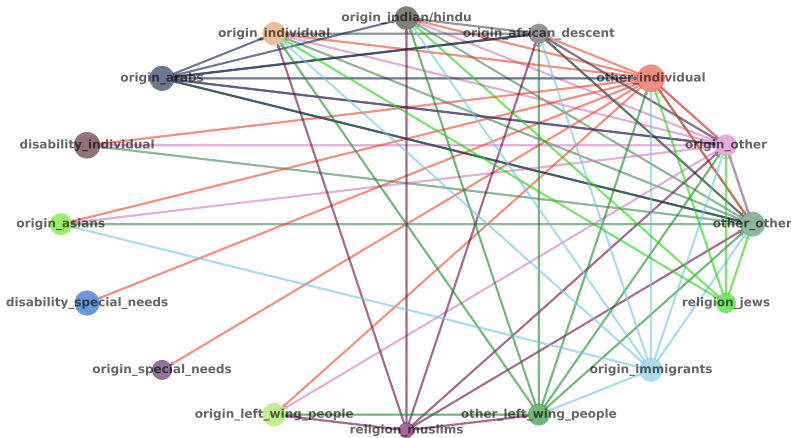 origin_indian/hindu
origin_individual
origin_african_descent
origin_arabs
other_individual
disability_individual
origin_other
origin_asians
other_other
disability_special_needs
religion_jews
origin_special_needs
origin_immigrants
origin_left_wing_people
other_left_wing_people
religion_muslims